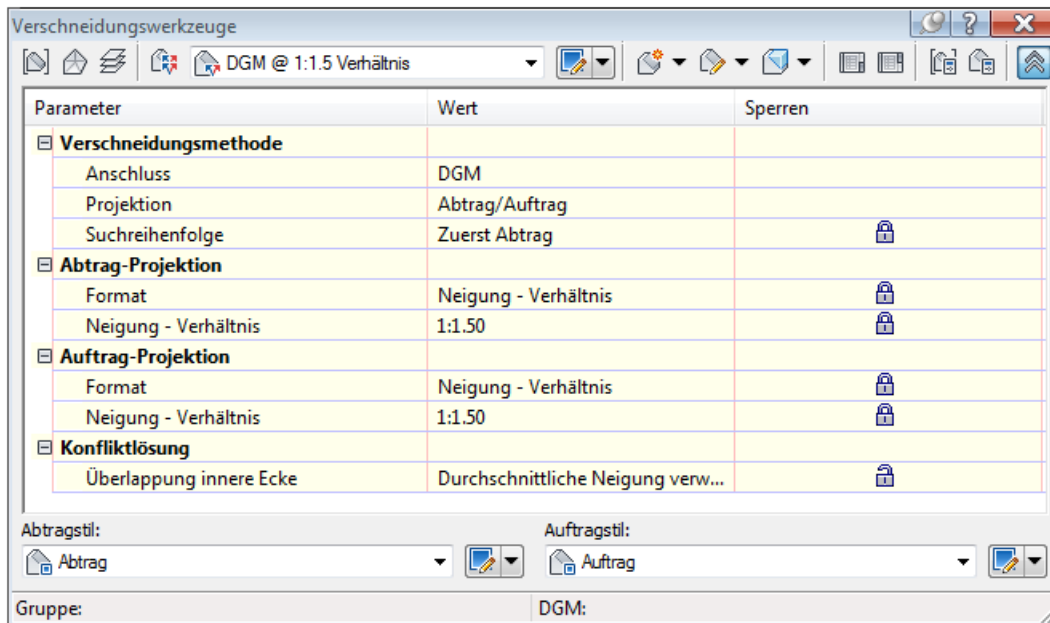 Verschneidungswerkzeuge
DGM @ 1:1.5 Verhältnis
Parameter Wert Sperren
Verschneidungsmethode
Anschluss DGM
Projektion Abtrag/Auftrag
Suchreihenfolge Zuerst Abtrag
Abtrag-Projektion
Format Neigung - Verhältnis
Neigung - Verhältnis 1:1.50
Auftrag-Projektion
Format Neigung - Verhältnis
Neigung - Verhältnis 1:1.50
Konfliktlösung
Überlappung innere Ecke Durchschnittliche Neigung verw...
Abtragstil: Auftragstil:
Abtrag Auftrag
Gruppe: DGM: